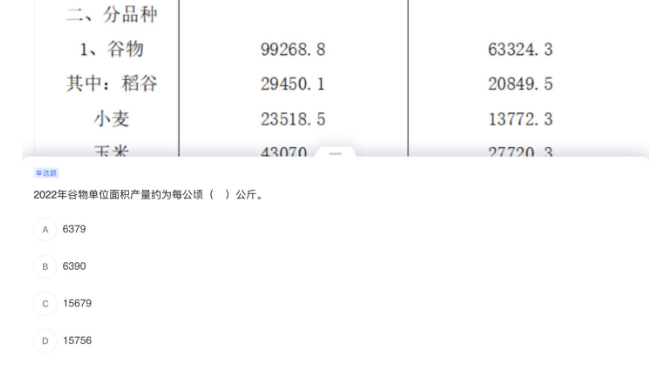 二、分品种
1、谷物 99268.8 63324.3
其中：稻谷 29450.1 20849.5
小麦 23518.5 13772.3
玉米 43070. 27720.3
单选题
2022年谷物单位面积产量约为每公顷（ ）公斤。
A 6379
B 6390
C 15679
D 15756